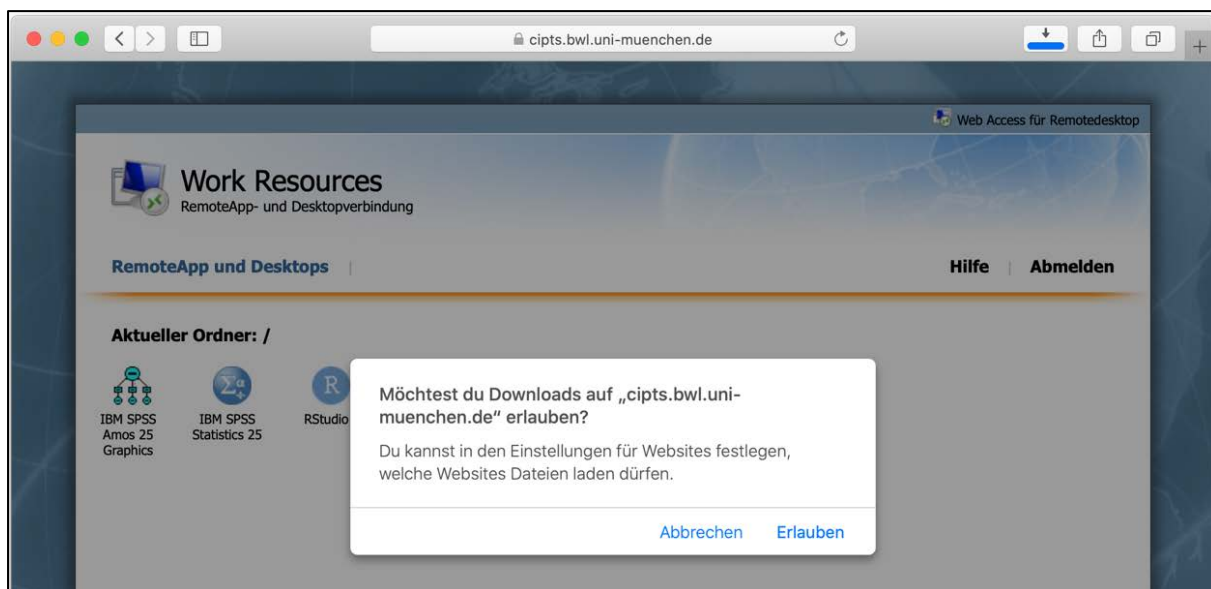 cipts.bwl.uni-muenchen.de
Web Access für Remotedesktop
Work Resources
RemoteApp- und Desktopverbindung
RemoteApp und Desktops |
Hilfe | Abmelden
Aktueller Ordner: /
IBM SPSS
Amos 25
Graphics
IBM SPSS
Statistics 25
RStudio
Möchtest du Downloads auf „cipts.bwl.uni-
muenchen.de“ erlauben?
Du kannst in den Einstellungen für Websites festlegen,
welche Websites Dateien laden dürfen.
Abbrechen Erlauben